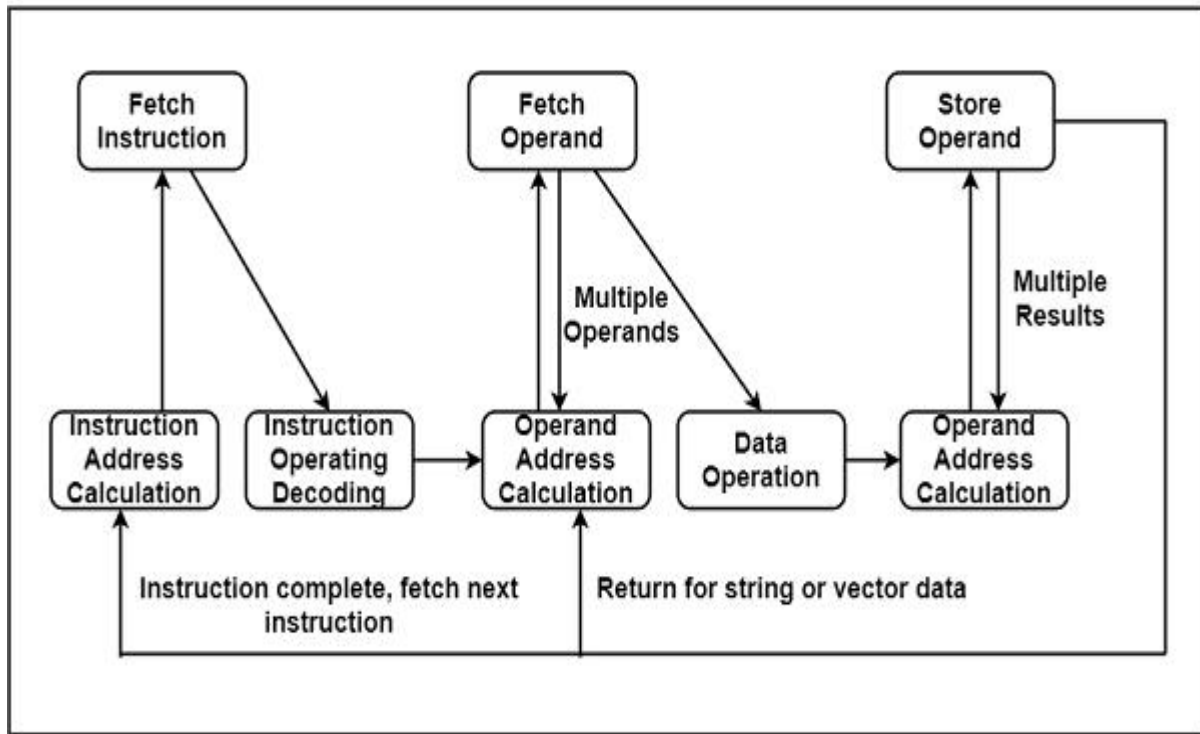 Fetch
Instruction
Fetch
Operand
Store
Operand
Multiple
Operands
Multiple
Results
Instruction
Address
Calculation
Instruction
Operating
Decoding
Operand
Address
Calculation
Data
Operation
Operand
Address
Calculation
Instruction complete, fetch next
instruction
Return for string or vector data